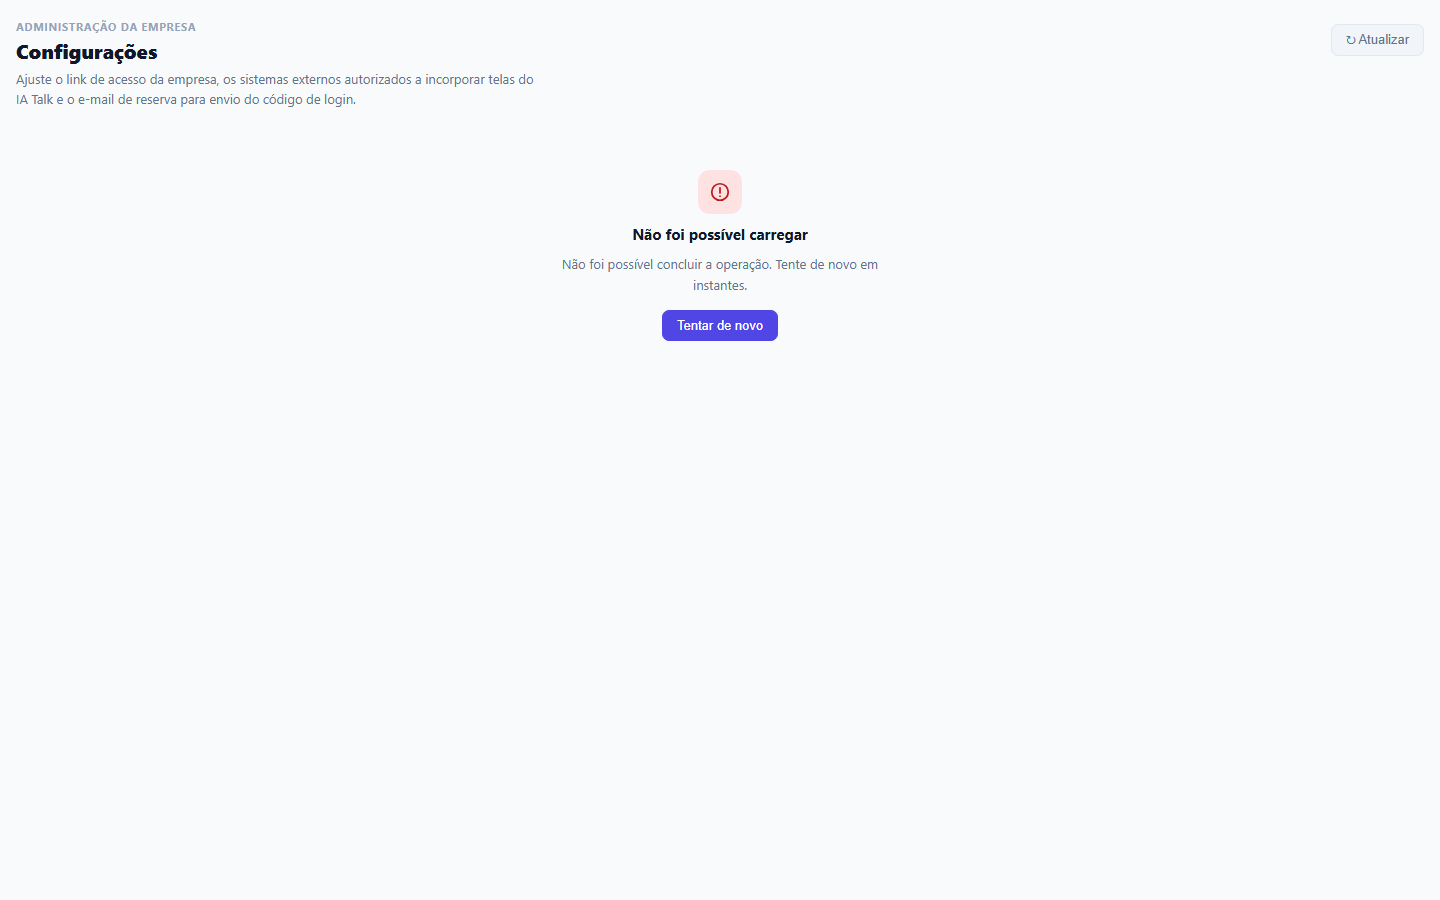 ADMINISTRAÇÃO DA EMPRESA
Configurações
Ajuste o link de acesso da empresa, os sistemas externos autorizados a incorporar telas do
IA Talk e o e-mail de reserva para envio do código de login.
↻ Atualizar
Não foi possível carregar
Não foi possível concluir a operação. Tente de novo em
instantes.
Tentar de novo